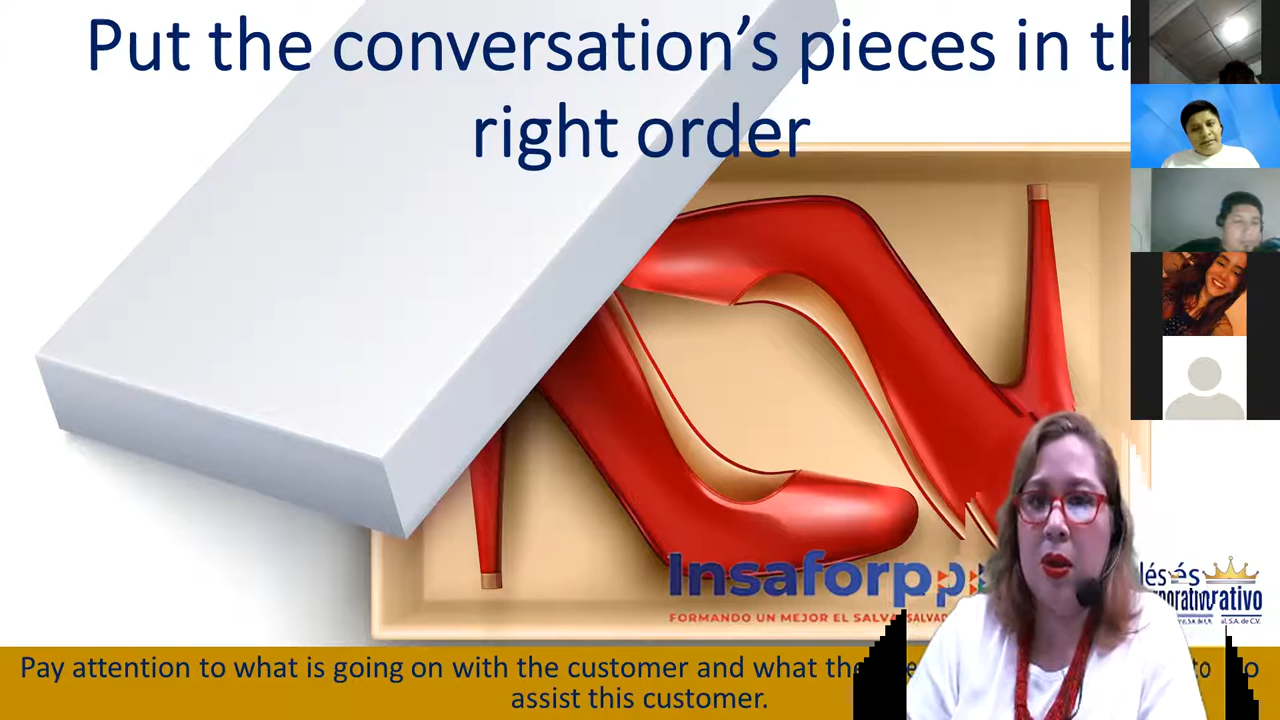 Put the conversation's pieces in th
right order
Insaforp
FORMANDO UN MEJOR EL SALVA
Pay attention to what is going on with the customer and what the
assist this customer.